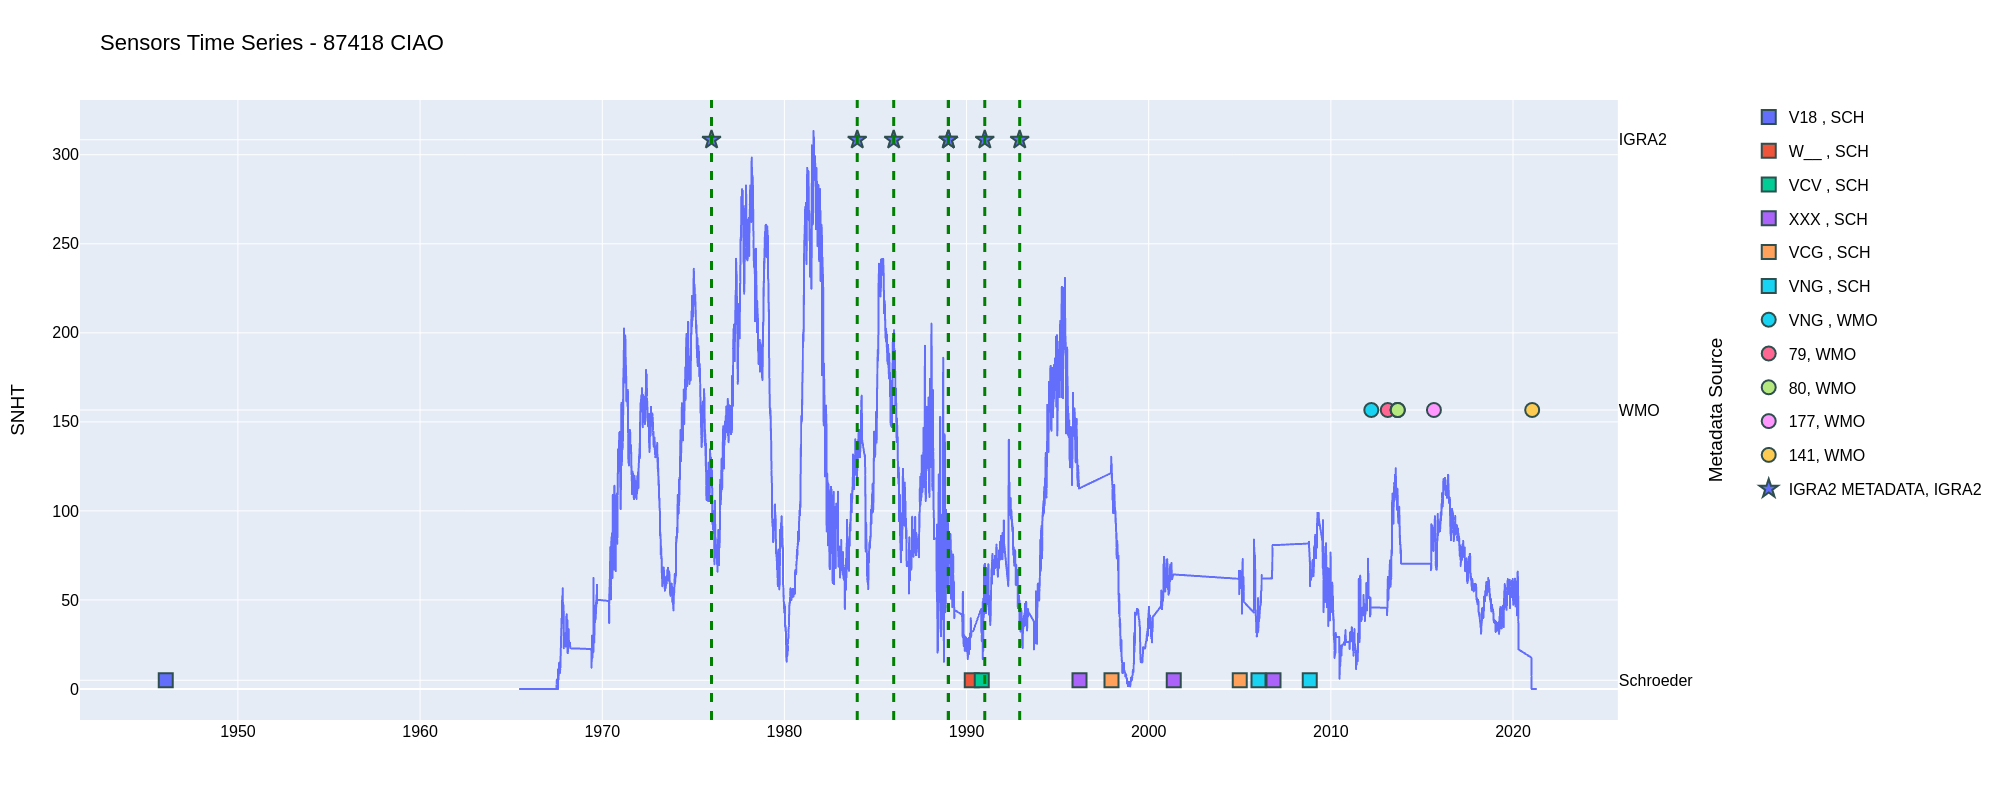 Sensors Time Series - 87418 CIAO
SNHT
300
250
200
150
100
50
0
1950
1960
1970
1980
1990
2000
2010
2020
IGRA2
WMO
Schroeder
Metadata Source
V18 , SCH
W__ , SCH
VCV , SCH
XXX , SCH
VCG , SCH
VNG , SCH
VNG , WMO
79, WMO
80, WMO
177, WMO
141, WMO
IGRA2 METADATA, IGRA2